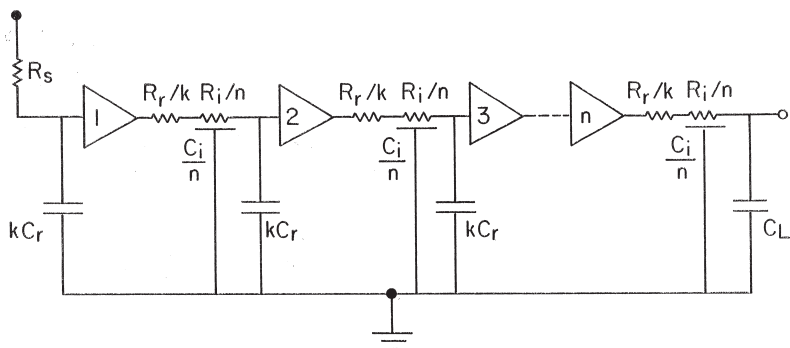 Rs
1
Rr/k Ri/n
Ci/n
kCr
2
Rr/k Ri/n
Ci/n
kCr
3
kCr
n
Rr/k Ri/n
Ci/n
CL